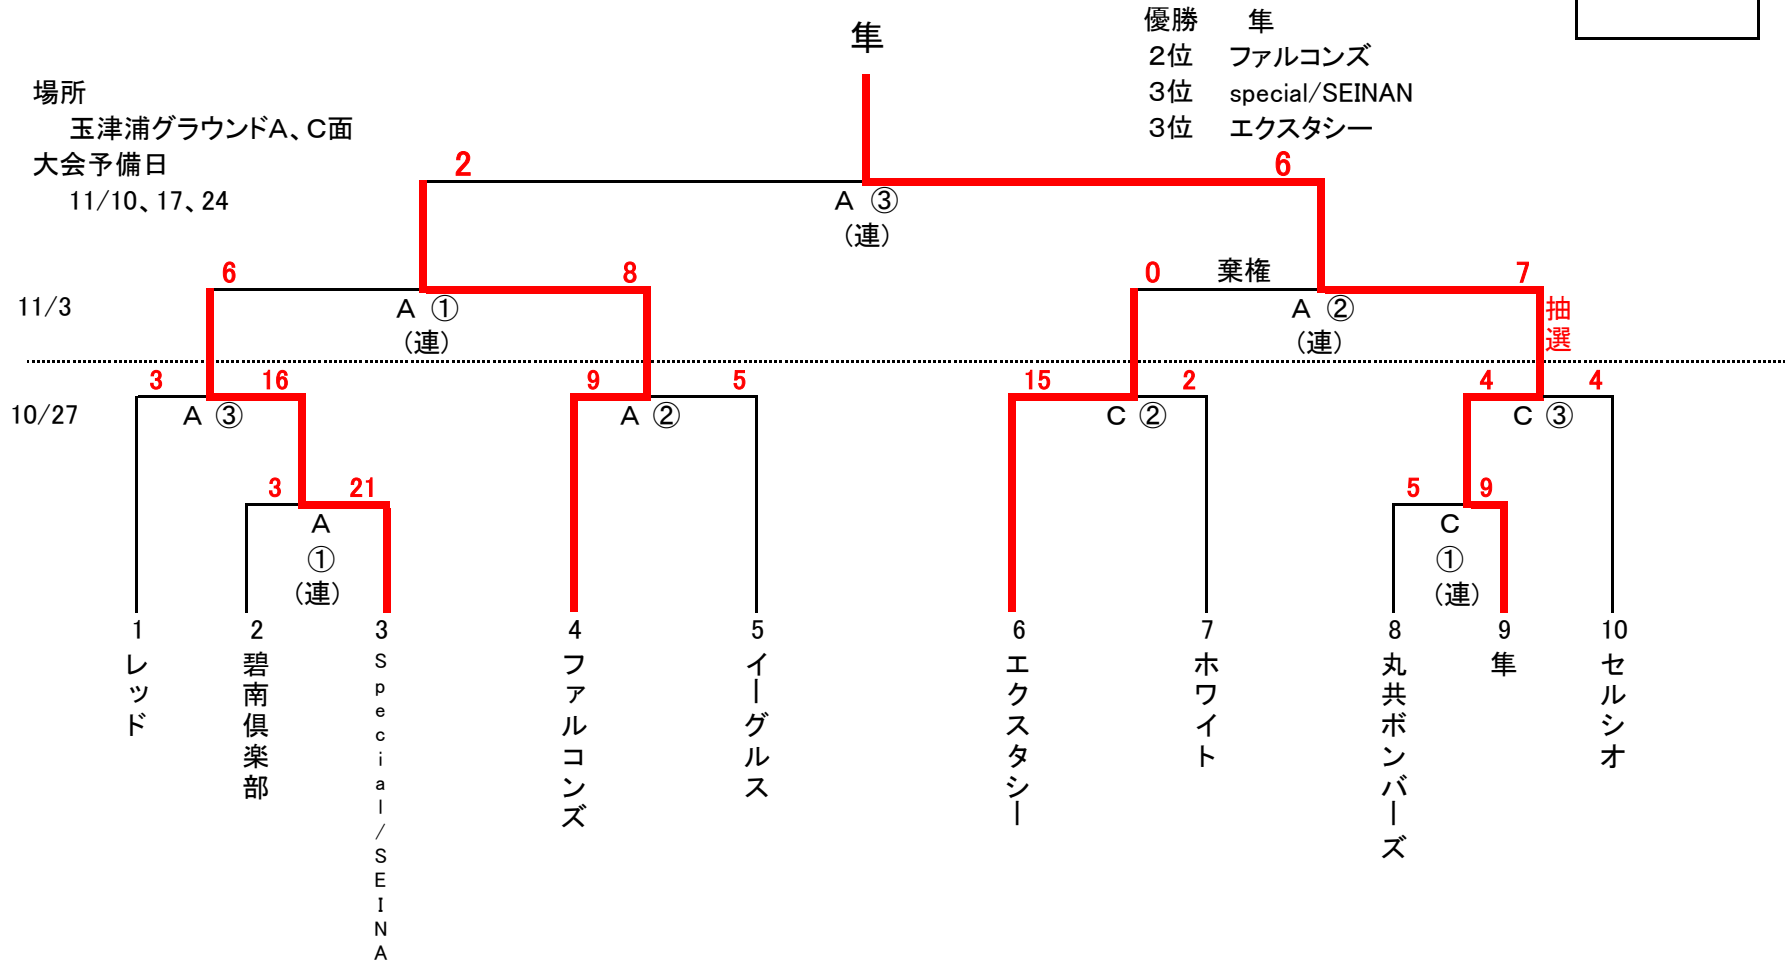 隼
優勝 隼
2位 ファルコンズ
3位 special/SEINAN
3位 エクスタシー
場所
玉津浦グラウンドA、C面
大会予備日
11/10、17、24
2
6
A ③
(連)
6
8
0
棄権
7
11/3
A ①
(連)
A ②
(連)
抽選
3
16
9
5
15
2
4
4
10/27
A ③
A ②
C ②
C ③
3
21
5
9
A
①
(連)
C
①
(連)
1
2
3
4
5
6
7
8
9
10
レッド
碧南倶楽部
Special/SEINA
ファルコンズ
イーグルス
エクスタシー
ホワイト
丸共ボンバーズ
隼
セルシオ